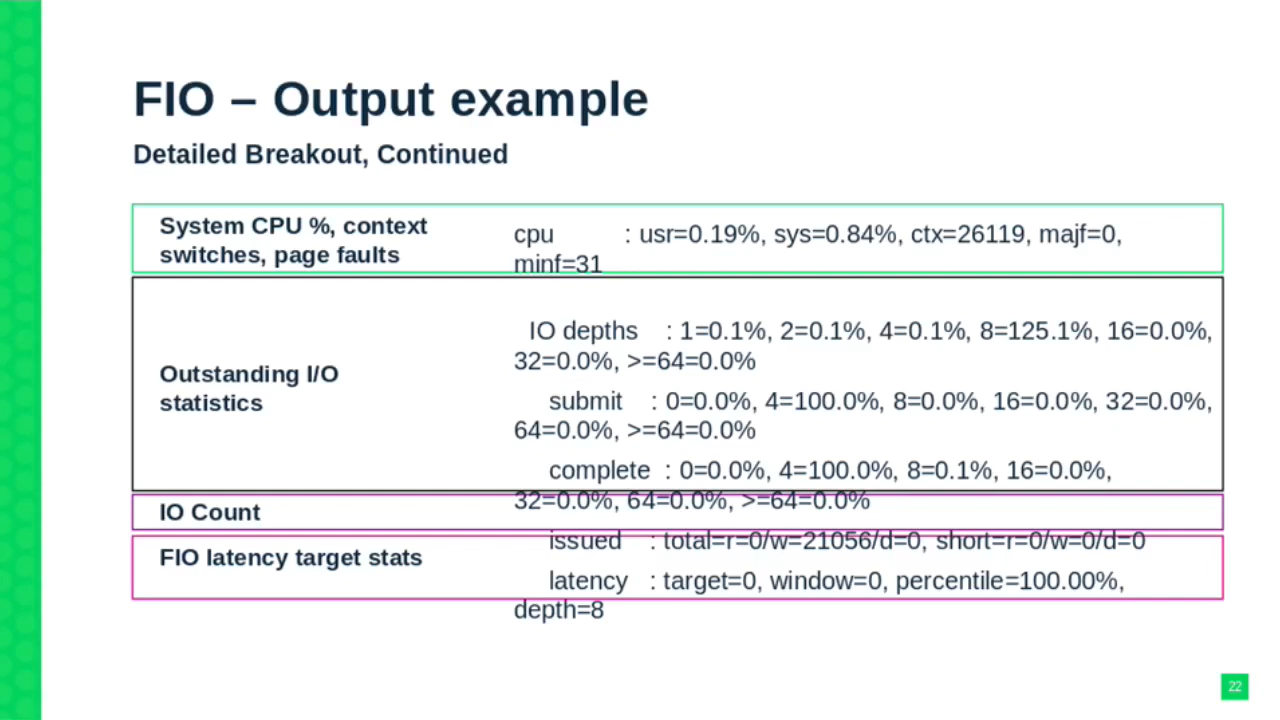 FIO – Output example
Detailed Breakout, Continued
System CPU %, context
switches, page faults
cpu : usr=0.19%, sys=0.84%, ctx=26119, majf=0,
minf=31
Outstanding I/O
statistics
IO depths : 1=0.1%, 2=0.1%, 4=0.1%, 8=125.1%, 16=0.0%,
32=0.0%, >=64=0.0%
submit : 0=0.0%, 4=100.0%, 8=0.0%, 16=0.0%, 32=0.0%,
64=0.0%, >=64=0.0%
complete : 0=0.0%, 4=100.0%, 8=0.1%, 16=0.0%,
32=0.0%, 64=0.0%, >=64=0.0%
IO Count
issued : total=r=0/w=21056/d=0, short=r=0/w=0/d=0
FIO latency target stats
latency : target=0, window=0, percentile=100.00%,
depth=8
22